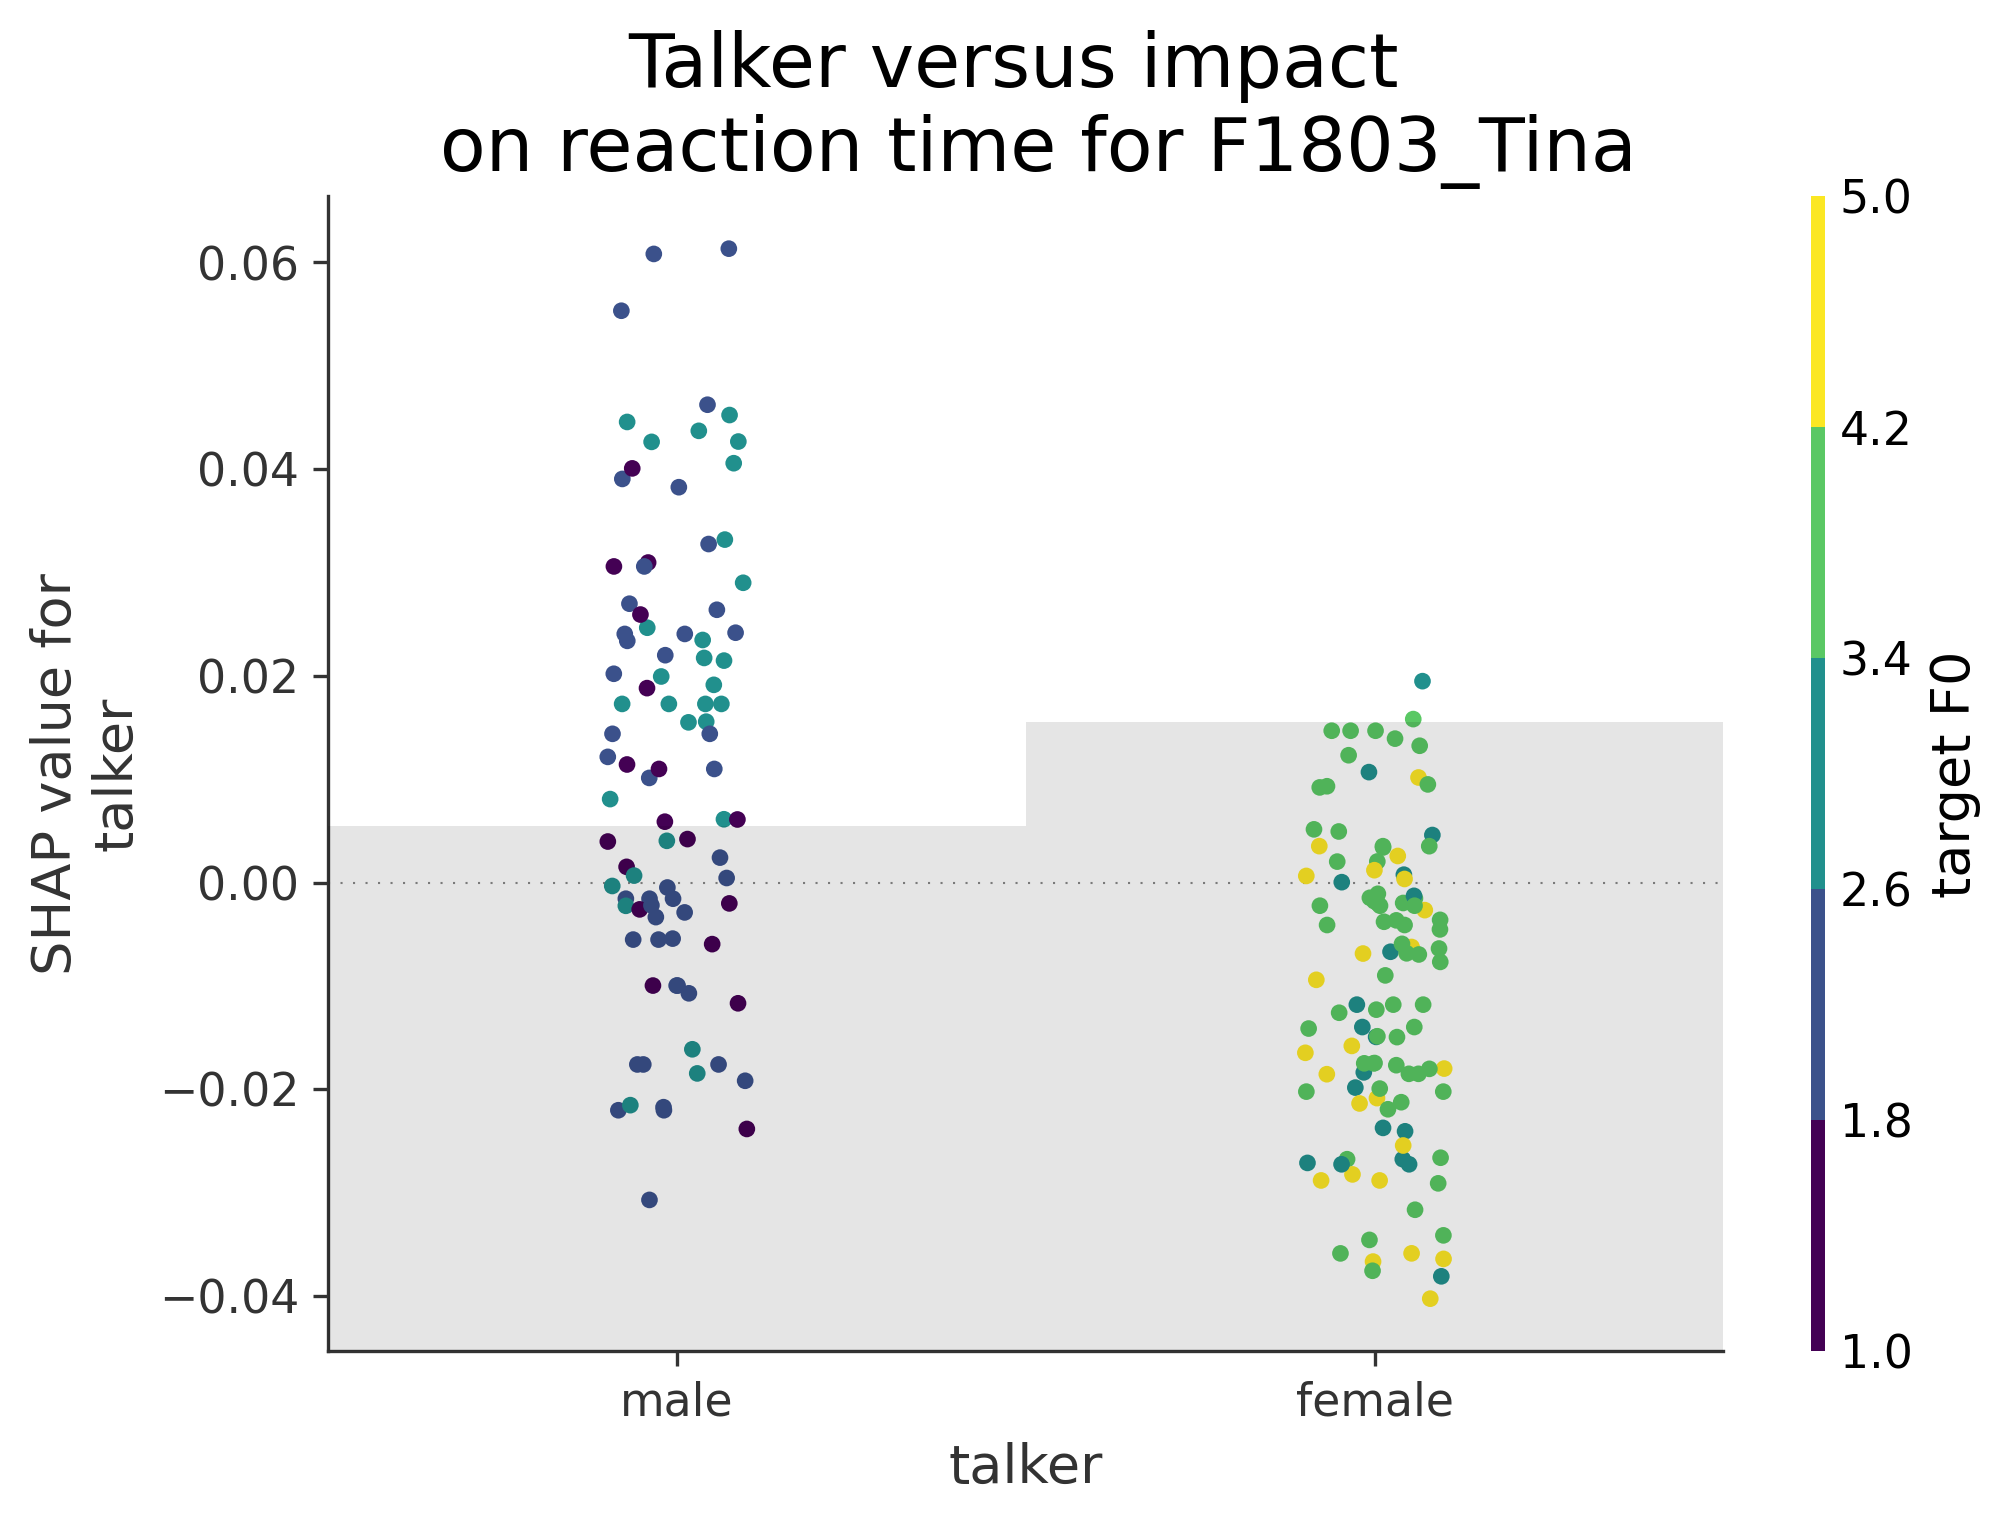 Talker versus impact
on reaction time for F1803_Tina
SHAP value for
talker
0.06
0.04
0.02
0.00
−0.02
−0.04
male
female
talker
5.0
4.2
3.4
2.6
1.8
1.0
target F0